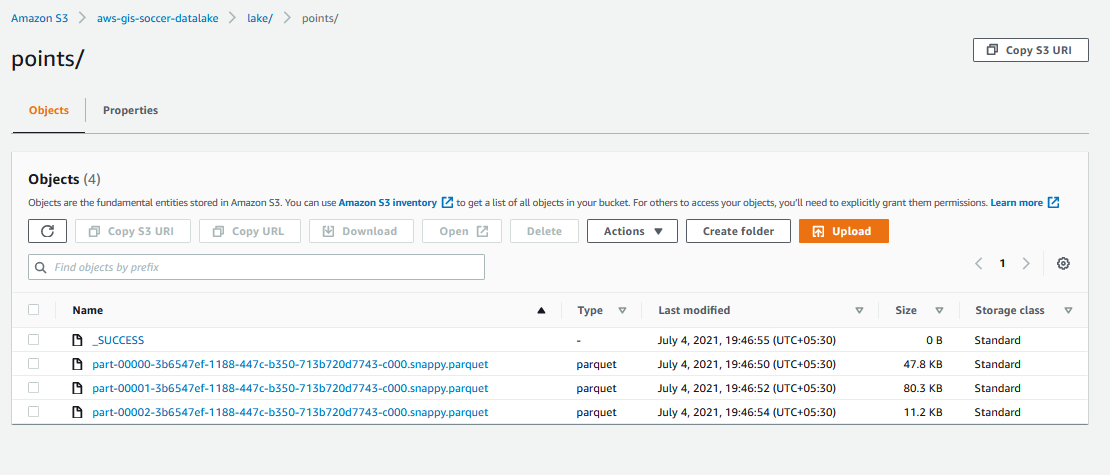 Amazon S3 > aws-gis-soccer-datalake > lake/ > points/
points/
Copy S3 URI
Objects Properties
Objects (4)
Objects are the fundamental entities stored in Amazon S3. You can use Amazon S3 inventory to get a list of all objects in your bucket. For others to access your objects, you'll need to explicitly grant them permissions. Learn more
Copy S3 URI Copy URL Download Open Delete Actions Create folder Upload
Find objects by prefix
1
Name Type Last modified Size Storage class
_SUCCESS - July 4, 2021, 19:46:55 (UTC+05:30) 0 B Standard
part-00000-3b6547ef-1188-447c-b350-713b720d7743-c000.snappy.parquet parquet July 4, 2021, 19:46:50 (UTC+05:30) 47.8 KB Standard
part-00001-3b6547ef-1188-447c-b350-713b720d7743-c000.snappy.parquet parquet July 4, 2021, 19:46:52 (UTC+05:30) 80.3 KB Standard
part-00002-3b6547ef-1188-447c-b350-713b720d7743-c000.snappy.parquet parquet July 4, 2021, 19:46:54 (UTC+05:30) 11.2 KB Standard